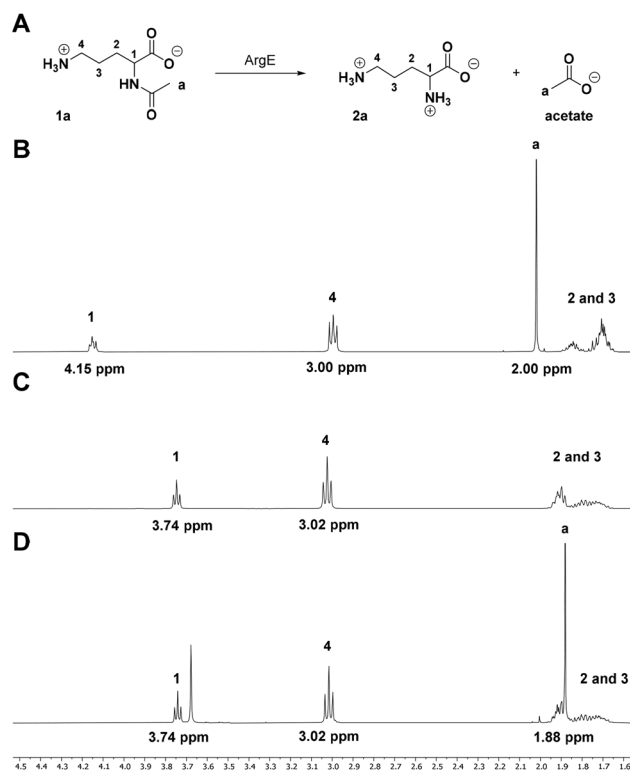 A
4 2 1 O
H3N 3 O
HN a
O
1a
ArgE
4 2 1 O
H3N 3 O
NH3
2a
+
O
a O
acetate
B
a
1
4
2 and 3
4.15 ppm 3.00 ppm 2.00 ppm
C
1
4
2 and 3
3.74 ppm 3.02 ppm
D
a
1
4
2 and 3
3.74 ppm 3.02 ppm 1.88 ppm
4.5 4.4 4.3 4.2 4.1 4.0 3.9 3.8 3.7 3.6 3.5 3.4 3.3 3.2 3.1 3.0 2.9 2.8 2.7 2.6 2.5 2.4 2.3 2.2 2.1 2.0 1.9 1.8 1.7 1.6